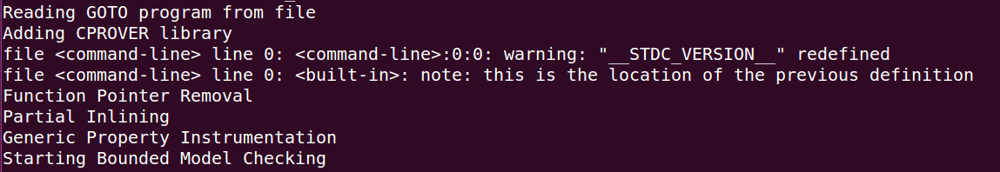 Reading GOTO program from file
Adding CPROVER library
file <command-line> line 0: <command-line>:0:0: warning: "__STDC_VERSION__" redefined
file <command-line> line 0: <built-in>: note: this is the location of the previous definition
Function Pointer Removal
Partial Inlining
Generic Property Instrumentation
Starting Bounded Model Checking